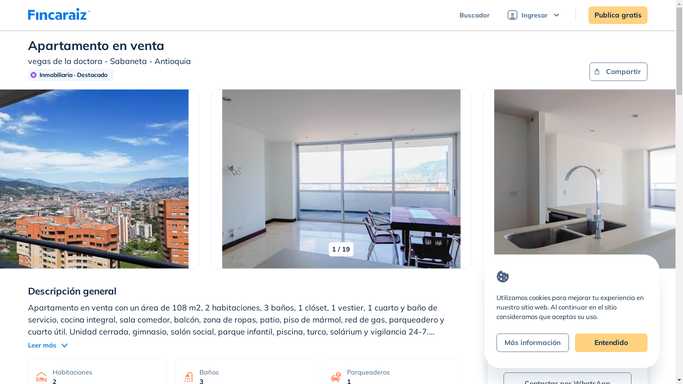 Fincaraiz
Buscador
Ingresar
Publica gratis
Apartamento en venta
vegas de la doctora - Sabaneta - Antioquia
Inmobiliaria · Destacado
Compartir
1 / 19
Descripción general
Apartamento en venta con un área de 108 m2, 2 habitaciones, 3 baños, 1 clóset, 1 vestier, 1 cuarto y baño de
servicio, cocina integral, sala comedor, balcón, zona de ropas, patio, piso de mármol, red de gas, parqueadero y
cuarto útil. Unidad cerrada, gimnasio, salón social, parque infantil, piscina, turco, solárium y vigilancia 24-7....
Leer más
Habitaciones
2
Baños
3
Parqueaderos
1
Utilizamos cookies para mejorar tu experiencia en
nuestro sitio web. Al continuar en el sitio
consideramos que aceptas su uso.
Más información
Entendido
Contactar por WhatsApp